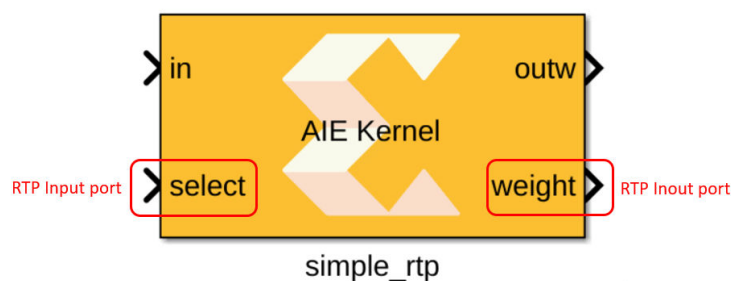 in
outw
AIE Kernel
RTP Input port
select
weight
RTP Inout port
simple_rtp